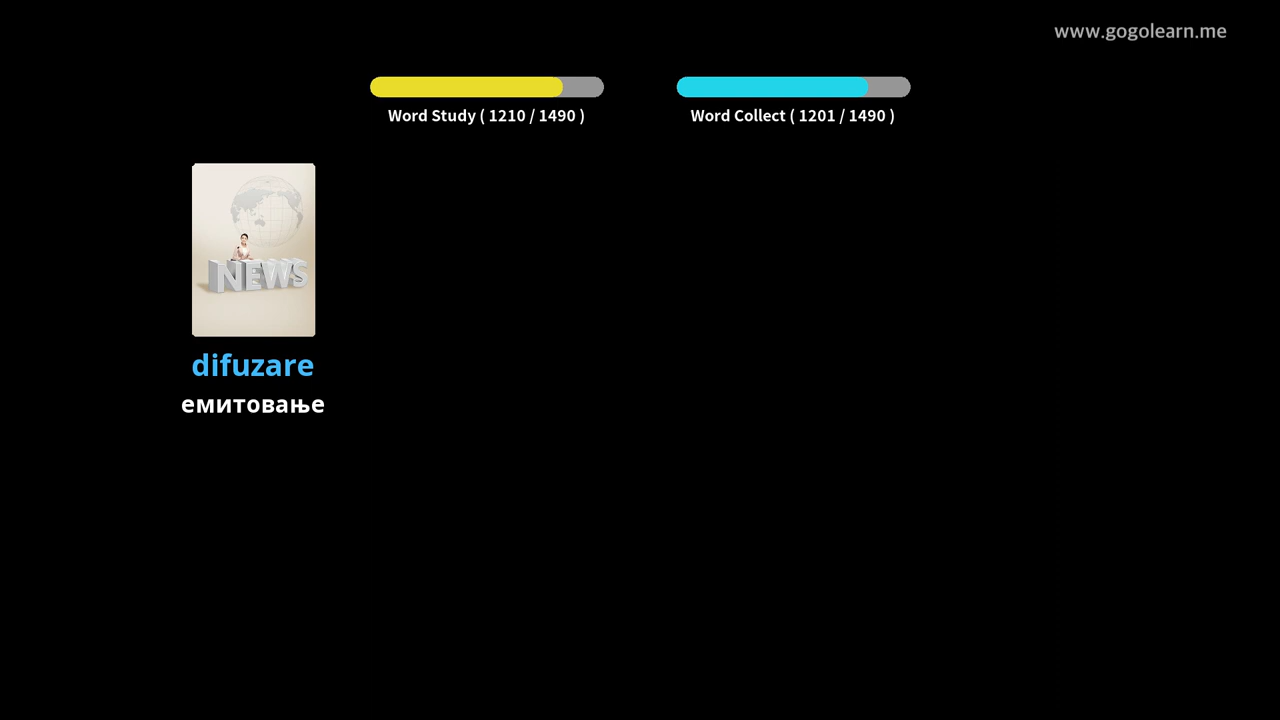 www.gogolearn.me
Word Study ( 1210 / 1490 )
Word Collect ( 1201 / 1490 )
NEWS
difuzare
емитовање